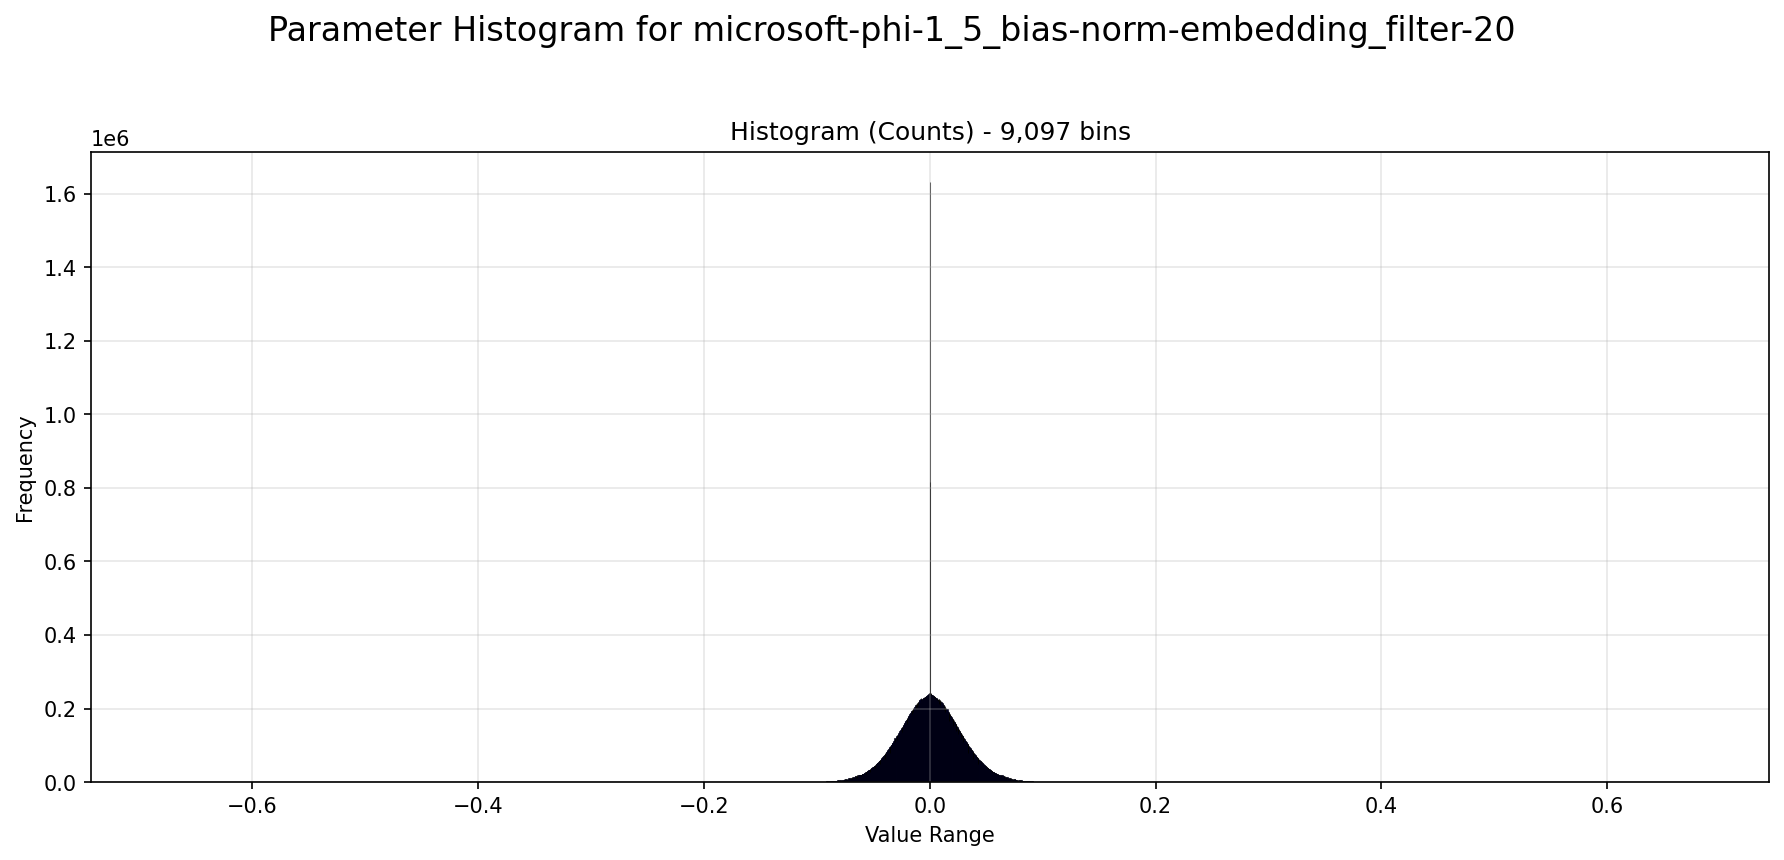 Parameter Histogram for microsoft-phi-1_5_bias-norm-embedding_filter-20
Histogram (Counts) - 9,097 bins
1e6
1.6
1.4
1.2
1.0
0.8
0.6
0.4
0.2
0.0
Frequency
−0.6 −0.4 −0.2 0.0 0.2 0.4 0.6
Value Range